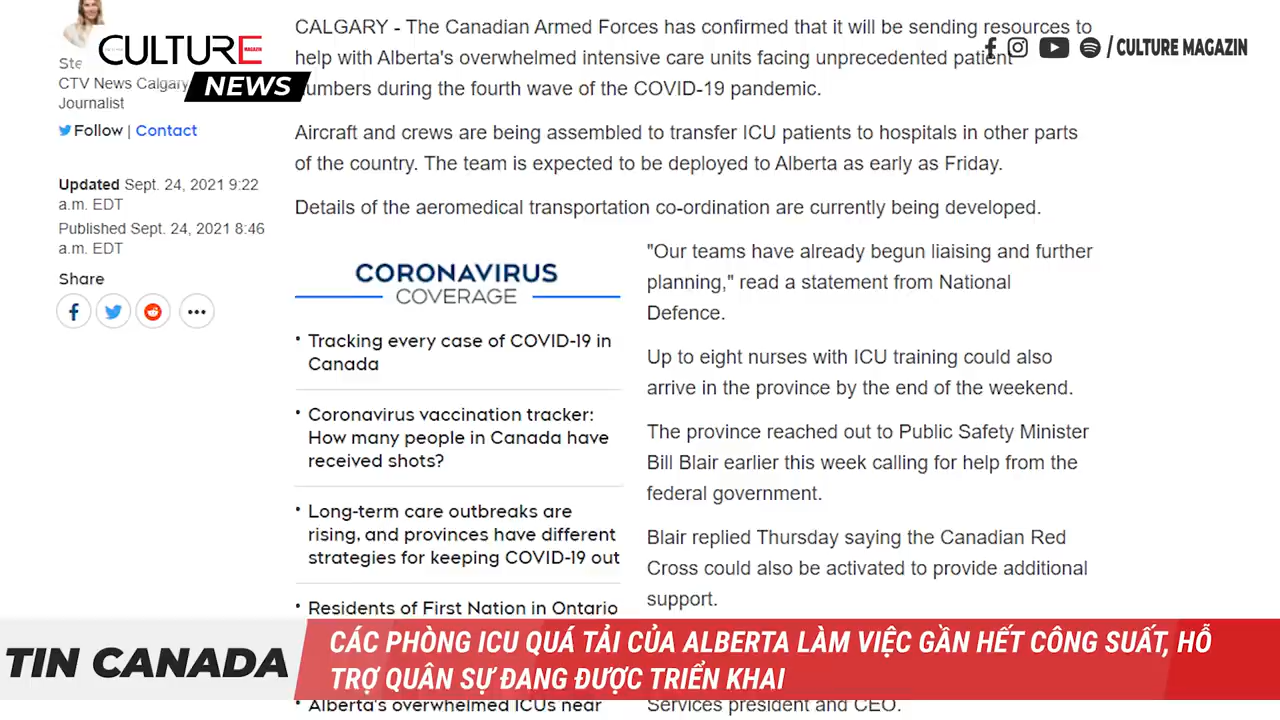 CULTURE
MAGAZIN
NEWS
/ CULTURE MAGAZIN
CTV News Calgary
Journalist
Follow | Contact
Updated Sept. 24, 2021 9:22
a.m. EDT
Published Sept. 24, 2021 8:46
a.m. EDT
Share
CALGARY - The Canadian Armed Forces has confirmed that it will be sending resources to
help with Alberta's overwhelmed intensive care units facing unprecedented patient
numbers during the fourth wave of the COVID-19 pandemic.
Aircraft and crews are being assembled to transfer ICU patients to hospitals in other parts
of the country. The team is expected to be deployed to Alberta as early as Friday.
Details of the aeromedical transportation co-ordination are currently being developed.
CORONAVIRUS
COVERAGE
• Tracking every case of COVID-19 in
Canada
• Coronavirus vaccination tracker:
How many people in Canada have
received shots?
• Long-term care outbreaks are
rising, and provinces have different
strategies for keeping COVID-19 out
• Residents of First Nation in Ontario
Alberta's overwhelmed ICUs near
"Our teams have already begun liaising and further
planning," read a statement from National
Defence.
Up to eight nurses with ICU training could also
arrive in the province by the end of the weekend.
The province reached out to Public Safety Minister
Bill Blair earlier this week calling for help from the
federal government.
Blair replied Thursday saying the Canadian Red
Cross could also be activated to provide additional
support.
Services president and CEO.
TIN CANADA
CÁC PHÒNG ICU QUÁ TẢI CỦA ALBERTA LÀM VIỆC GẦN HẾT CÔNG SUẤT, HỖ
TRỢ QUÂN SỰ ĐANG ĐƯỢC TRIỂN KHAI